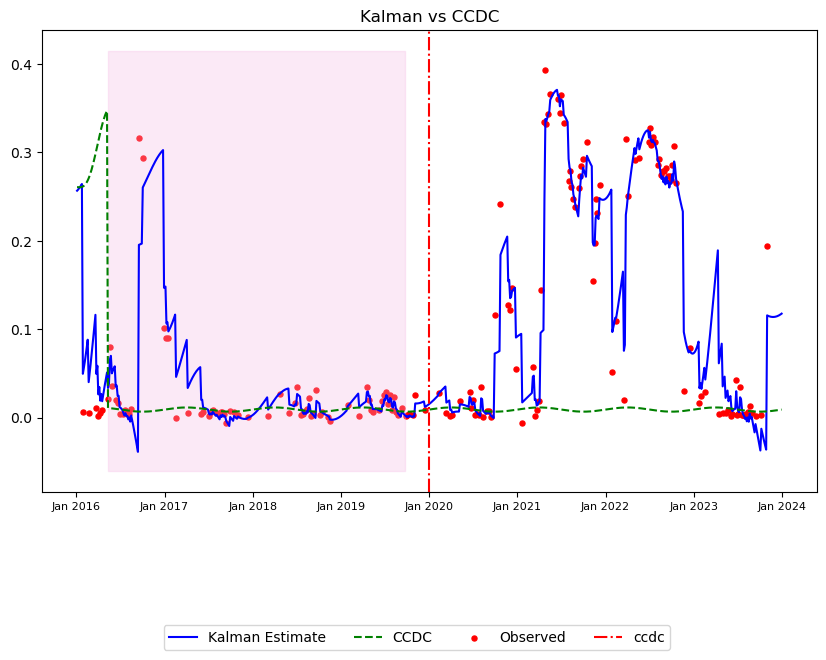 Kalman vs CCDC
0.4
0.3
0.2
0.1
0.0
Jan 2016 Jan 2017 Jan 2018 Jan 2019 Jan 2020 Jan 2021 Jan 2022 Jan 2023 Jan 2024
Kalman Estimate CCDC Observed ccdc